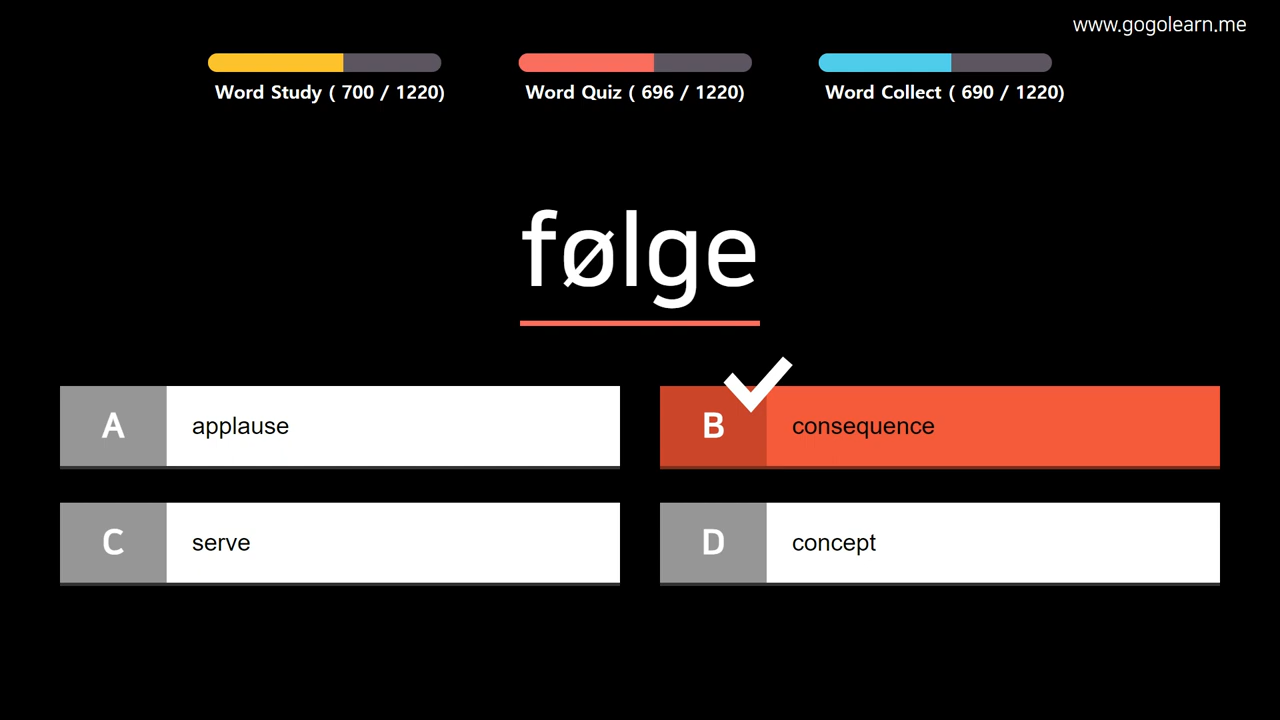 www.gogolearn.me
Word Study ( 700 / 1220)
Word Quiz ( 696 / 1220)
Word Collect ( 690 / 1220)
følge
A applause
B consequence
C serve
D concept